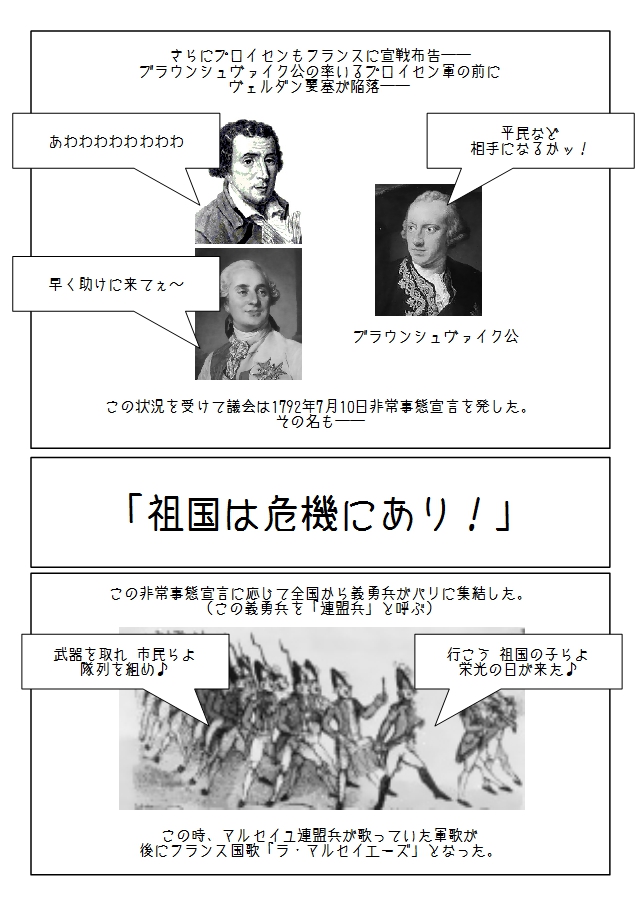 さらにプロイセンもフランスに宣戦布告――
ブラウンシュヴァイク公の率いるプロイセン軍の前に
ヴェルダン要塞が陥落――
あわわわわわわわわ
平民など
相手になるかッ！
早く助けに来てぇ～
ブラウンシュヴァイク公
この状況を受けて議会は1792年7月10日非常事態宣言を発した。
その名も――
「祖国は危機にあり！」
この非常事態宣言に応じて全国から義勇兵がパリに集結した。
（この義勇兵を「連盟兵」と呼ぶ）
武器を取れ 市民らよ
隊列を組め♪
行こう 祖国の子らよ
栄光の日が来た♪
この時、マルセイユ連盟兵が歌っていた軍歌が
後にフランス国歌「ラ・マルセイエーズ」となった。